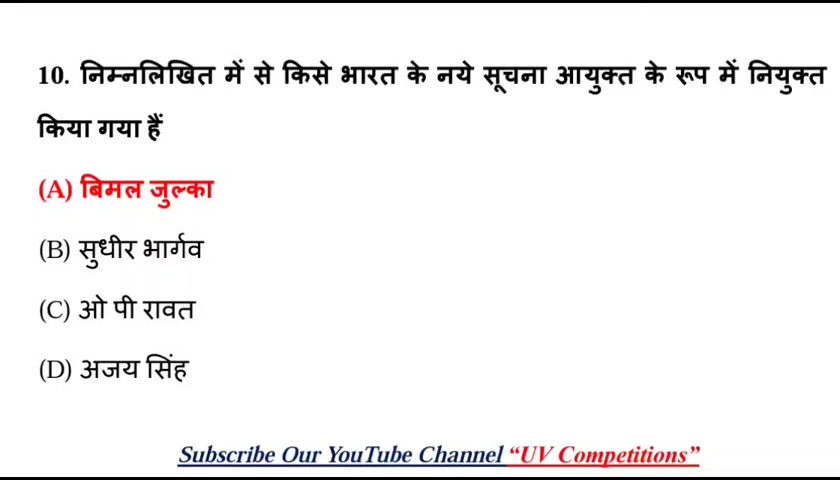 10. निम्नलिखित में से किसे भारत के नये सूचना आयुक्त के रूप में नियुक्त
किया गया हैं
(A) बिमल जुल्का
(B) सुधीर भार्गव
(C) ओ पी रावत
(D) अजय सिंह
Subscribe Our YouTube Channel “UV Competitions”